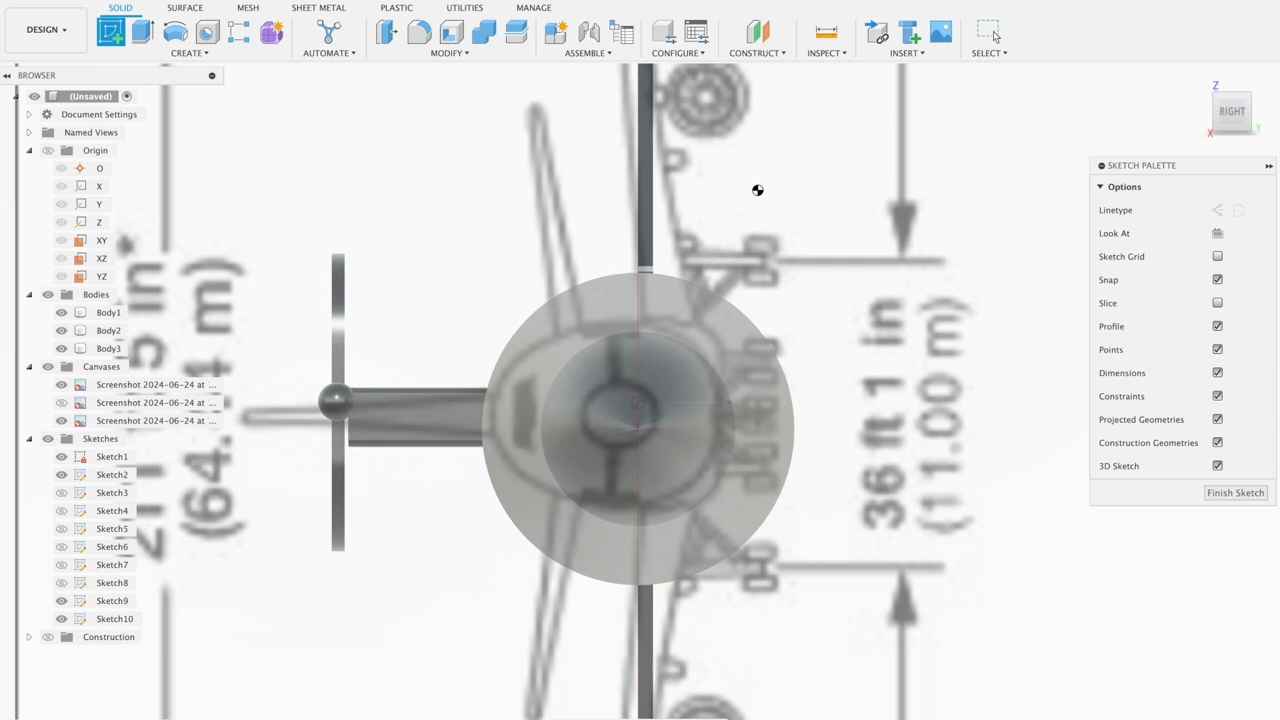 SOLID SURFACE MESH SHEET METAL PLASTIC UTILITIES MANAGE
DESIGN
CREATE AUTOMATE MODIFY ASSEMBLE CONFIGURE CONSTRUCT INSPECT INSERT SELECT
BROWSER
(Unsaved)
Document Settings
Named Views
Origin
O
X
Y
Z
XY
XZ
YZ
Bodies
Body1
Body2
Body3
Canvases
Screenshot 2024-06-24 at ...
Screenshot 2024-06-24 at ...
Screenshot 2024-06-24 at ...
Sketches
Sketch1
Sketch2
Sketch3
Sketch4
Sketch5
Sketch6
Sketch7
Sketch8
Sketch9
Sketch10
Construction
(64. m)
36 ft 1 in
(11.00 m)
Z
RIGHT
X
Y
SKETCH PALETTE
Options
Linetype
Look At
Sketch Grid
Snap
Slice
Profile
Points
Dimensions
Constraints
Projected Geometries
Construction Geometries
3D Sketch
Finish Sketch